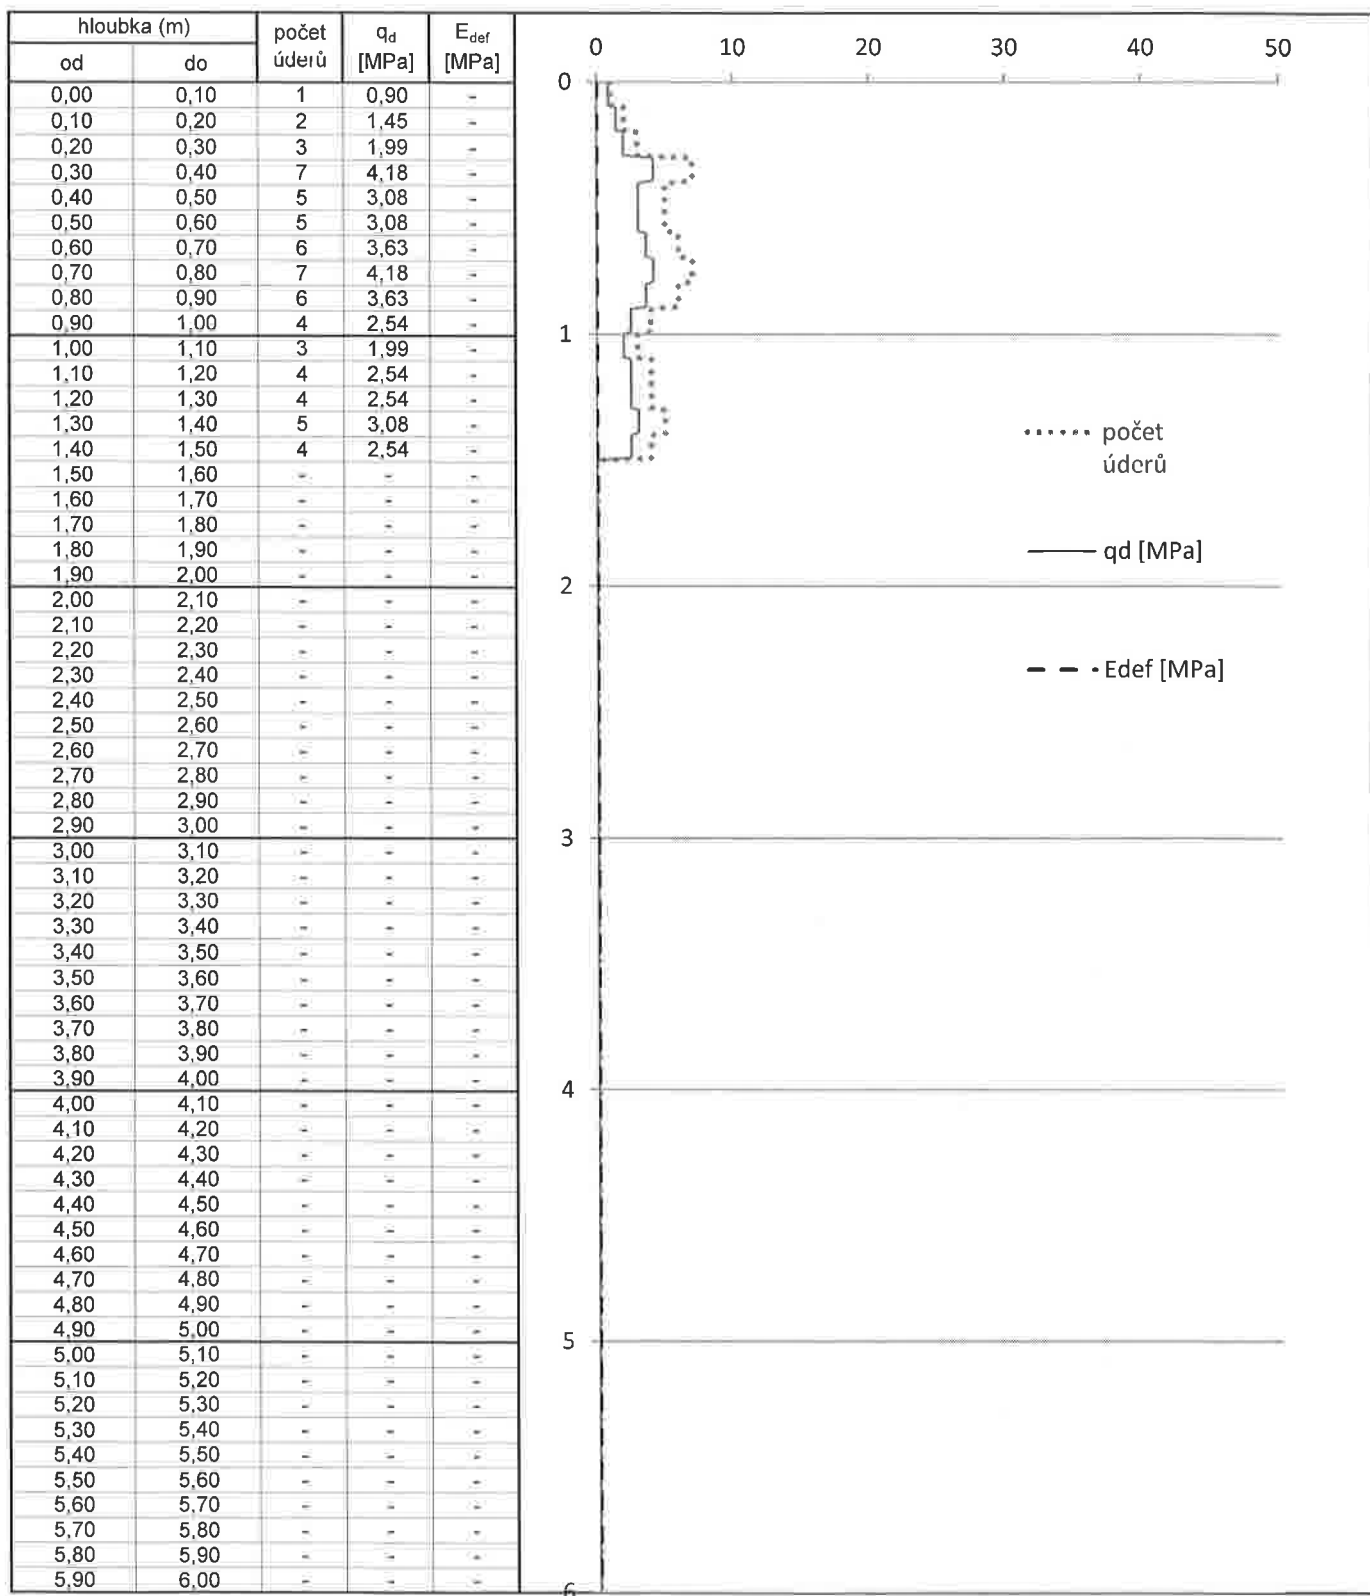 hloubka (m) počet úderů qd [MPa] Edef [MPa]
od do
0,00 0,10 1 0,90 -
0,10 0,20 2 1,45 -
0,20 0,30 3 1,99 -
0,30 0,40 7 4,18 -
0,40 0,50 5 3,08 -
0,50 0,60 5 3,08 -
0,60 0,70 6 3,63 -
0,70 0,80 7 4,18 -
0,80 0,90 6 3,63 -
0,90 1,00 4 2,54 -
1,00 1,10 3 1,99 -
1,10 1,20 4 2,54 -
1,20 1,30 4 2,54 -
1,30 1,40 5 3,08 -
1,40 1,50 4 2,54 -
1,50 1,60 - - -
1,60 1,70 - - -
1,70 1,80 - - -
1,80 1,90 - - -
1,90 2,00 - - -
2,00 2,10 - - -
2,10 2,20 - - -
2,20 2,30 - - -
2,30 2,40 - - -
2,40 2,50 - - -
2,50 2,60 - - -
2,60 2,70 - - -
2,70 2,80 - - -
2,80 2,90 - - -
2,90 3,00 - - -
3,00 3,10 - - -
3,10 3,20 - - -
3,20 3,30 - - -
3,30 3,40 - - -
3,40 3,50 - - -
3,50 3,60 - - -
3,60 3,70 - - -
3,70 3,80 - - -
3,80 3,90 - - -
3,90 4,00 - - -
4,00 4,10 - - -
4,10 4,20 - - -
4,20 4,30 - - -
4,30 4,40 - - -
4,40 4,50 - - -
4,50 4,60 - - -
4,60 4,70 - - -
4,70 4,80 - - -
4,80 4,90 - - -
4,90 5,00 - - -
5,00 5,10 - - -
5,10 5,20 - - -
5,20 5,30 - - -
5,30 5,40 - - -
5,40 5,50 - - -
5,50 5,60 - - -
5,60 5,70 - - -
5,70 5,80 - - -
5,80 5,90 - - -
5,90 6,00 - - -
0 10 20 30 40 50
0
1
2
3
4
5
6
počet
úderů
qd [MPa]
Edef [MPa]